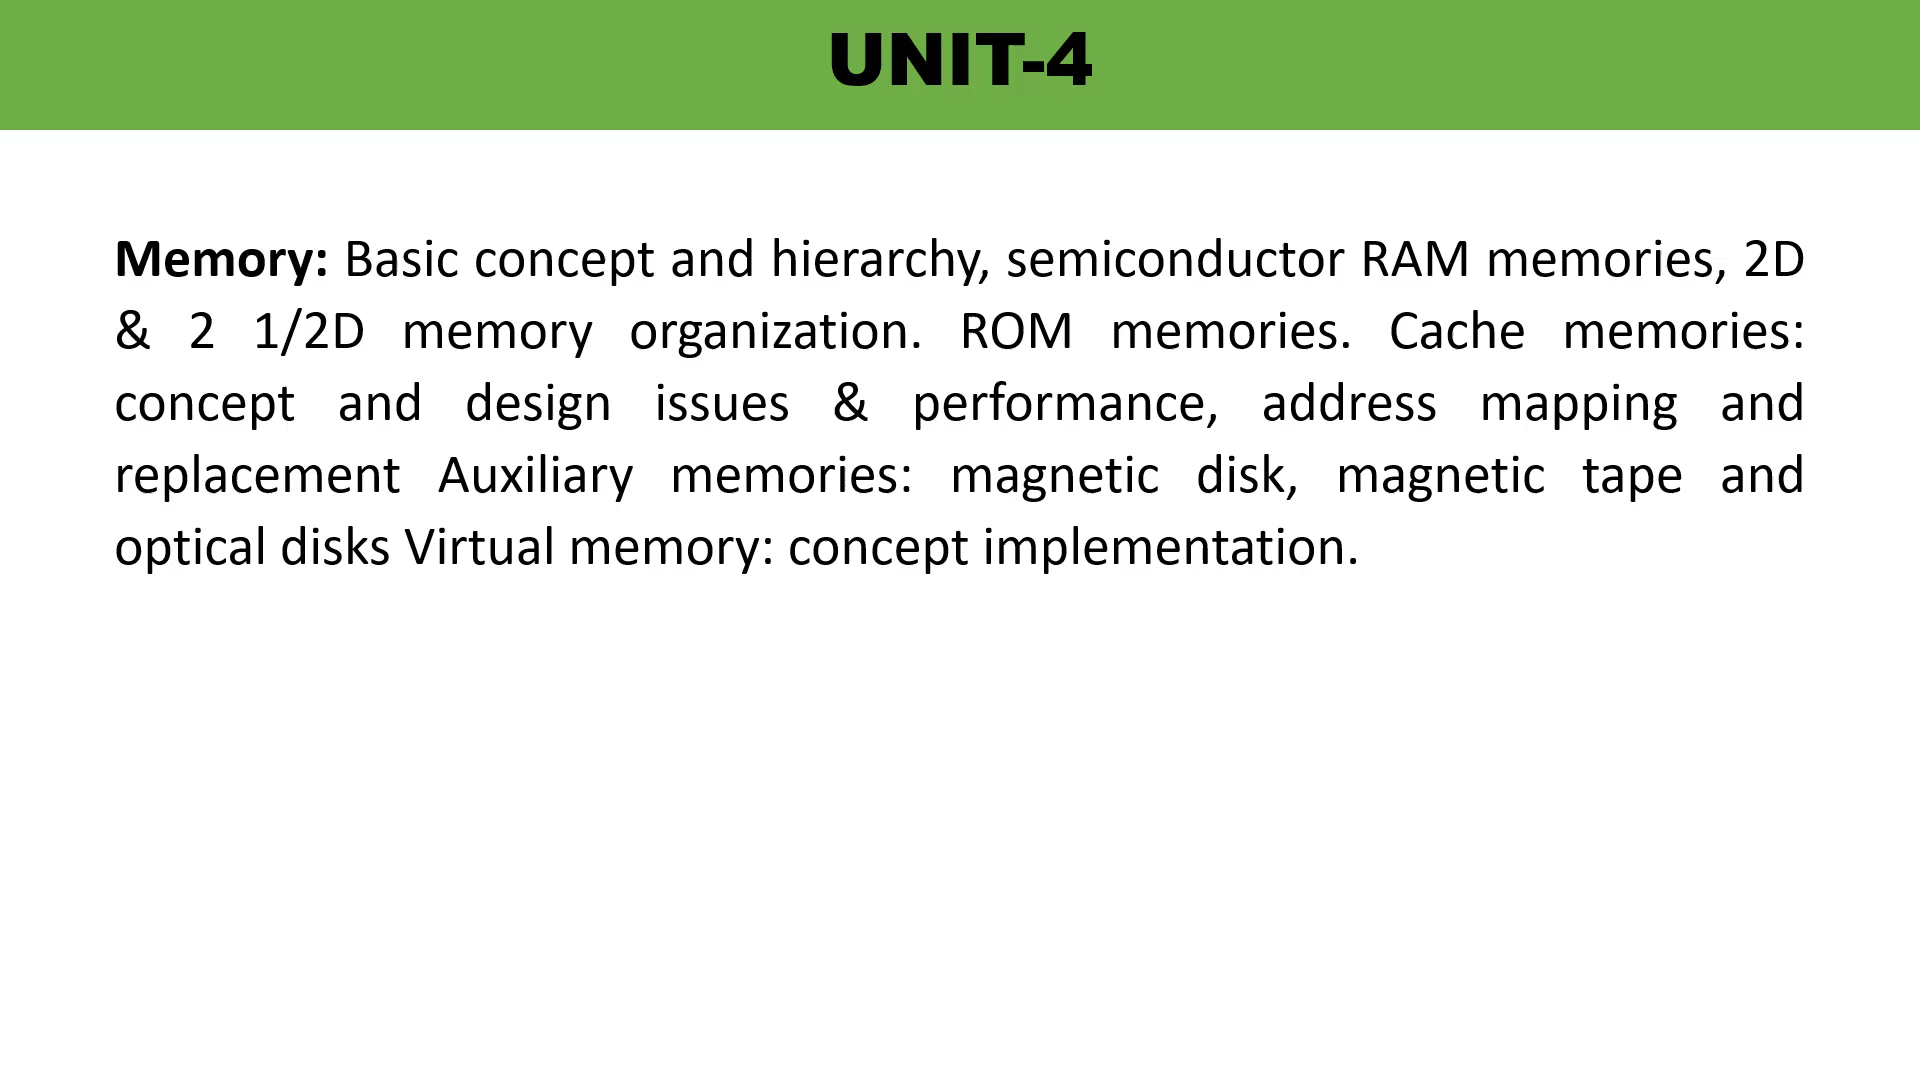 UNIT-4
Memory: Basic concept and hierarchy, semiconductor RAM memories, 2D
& 2 1/2D memory organization. ROM memories. Cache memories:
concept and design issues & performance, address mapping and
replacement Auxiliary memories: magnetic disk, magnetic tape and
optical disks Virtual memory: concept implementation.